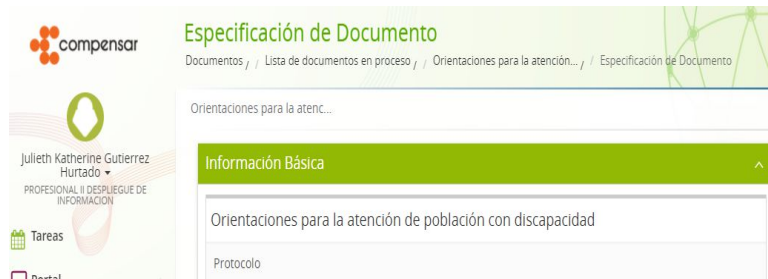 compensar
Especificación de Documento
Documentos / / Lista de documentos en proceso / / Orientaciones para la atención... / / Especificación de Documento
Orientaciones para la atenc...
Julieth Katherine Gutierrez
Hurtado
PROFESIONAL II DESPLIEGUE DE
INFORMACION
Tareas
Portal
Información Básica
Orientaciones para la atención de población con discapacidad
Protocolo